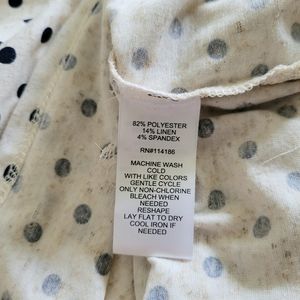 82% POLYESTER
14% LINEN
4% SPANDEX
RN#114186
MACHINE WASH
COLD
WITH LIKE COLORS
GENTLE CYCLE
ONLY NON-CHLORINE
BLEACH WHEN
NEEDED
RESHAPE
LAY FLAT TO DRY
COOL IRON IF
NEEDED